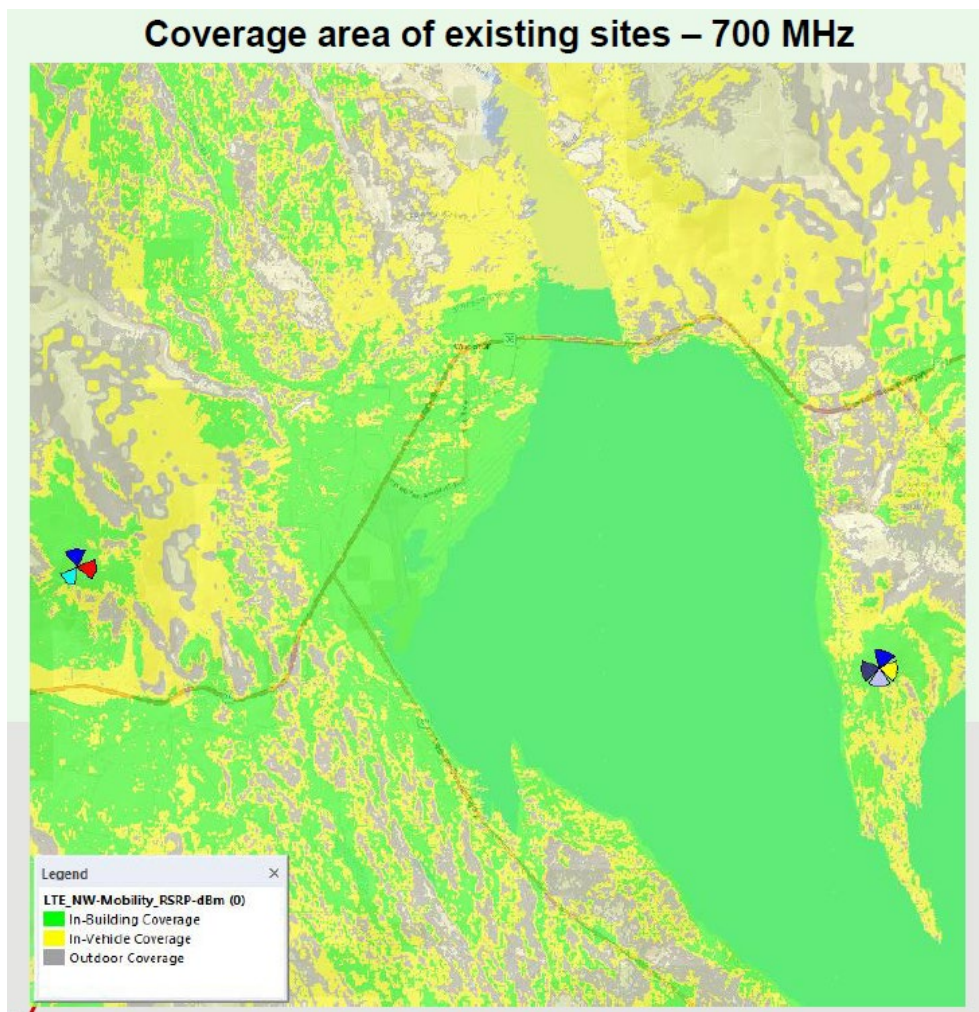 Coverage area of existing sites – 700 MHz
Legend
LTE_NW-Mobility_RSRP-dBm (0)
In-Building Coverage
In-Vehicle Coverage
Outdoor Coverage